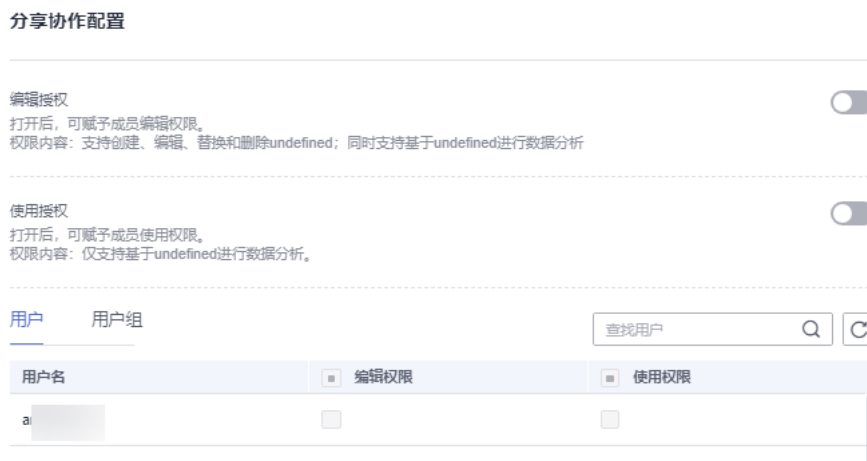 分享协作配置
编辑授权
打开后，可赋予成员编辑权限。
权限内容：支持创建、编辑、替换和删除undefined；同时支持基于undefined进行数据分析
使用授权
打开后，可赋予成员使用权限。
权限内容：仅支持基于undefined进行数据分析。
用户 用户组 查找用户
用户名 编辑权限 使用权限